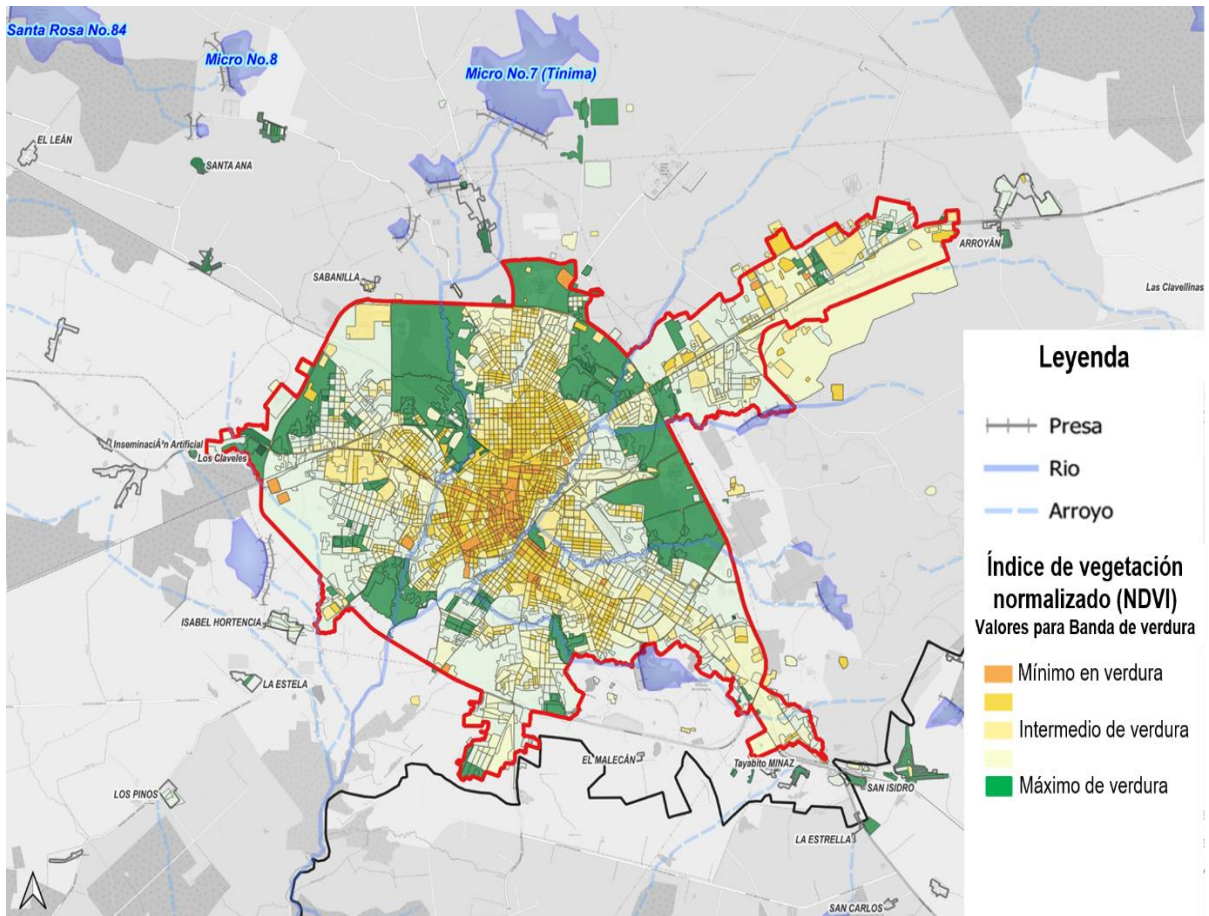 Santa Rosa No.84
Micro No.8
Micro No.7 (Tínima)
EL LEÁN
SANTA ANA
ARROYÁN
SABANILLA
Las Clavellinas
InseminaciÃ³n Artificial
Los Claveles
ISABEL HORTENCIA
LA ESTELA
LOS PINOS
EL MALECÁN
Tayabito MINAZ
SAN ISIDRO
LA ESTRELLA
SAN CARLOS
Leyenda
Presa
Rio
Arroyo
Índice de vegetación
normalizado (NDVI)
Valores para Banda de verdura
Mínimo en verdura
Intermedio de verdura
Máximo de verdura